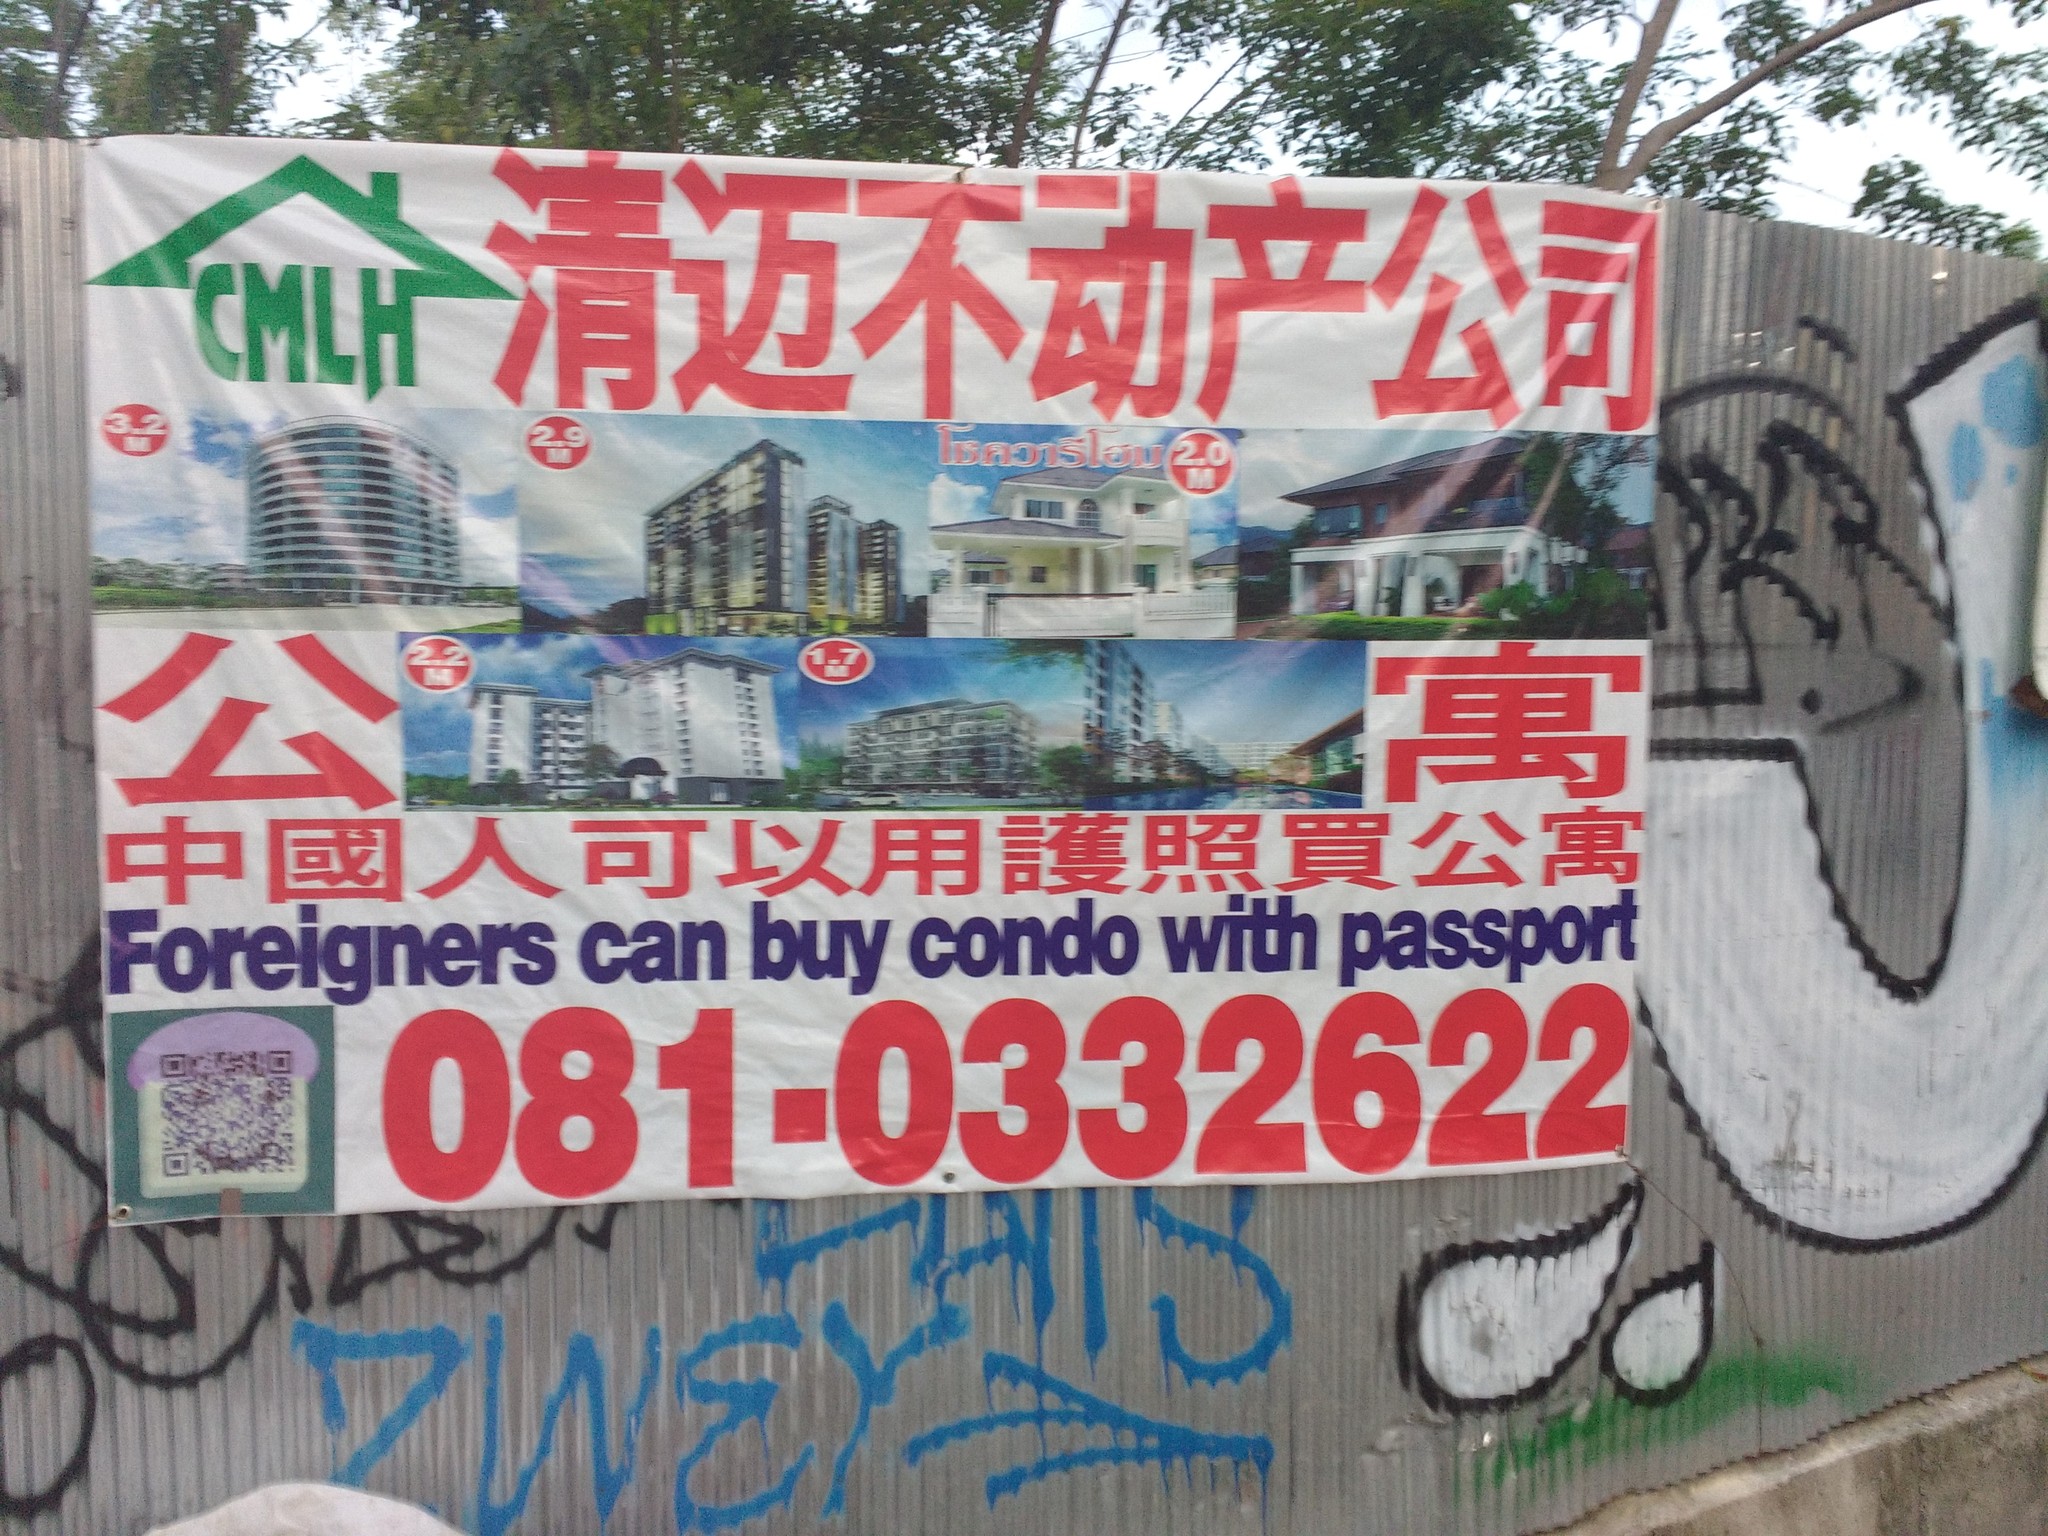 CMLH
清迈不动产公司
3.2 M
2.9 M
โชควารีโฮม
2.0 M
公寓
2.2 M
1.7 M
中國人可以用護照買公寓
Foreigners can buy condo with passport
081-0332622